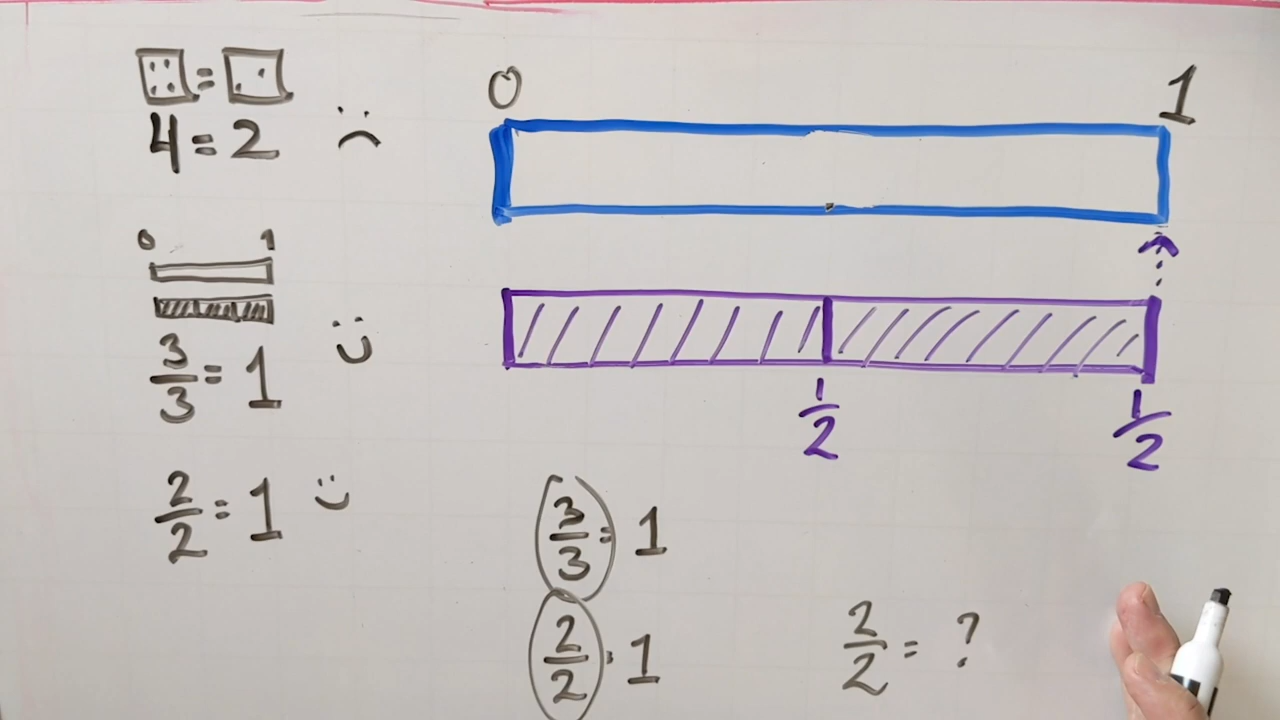 4 = 2
0 1
3/3 = 1
2/2 = 1
0 1
1/2 1/2
3/3 = 1
2/2 = 1
2/2 = ?